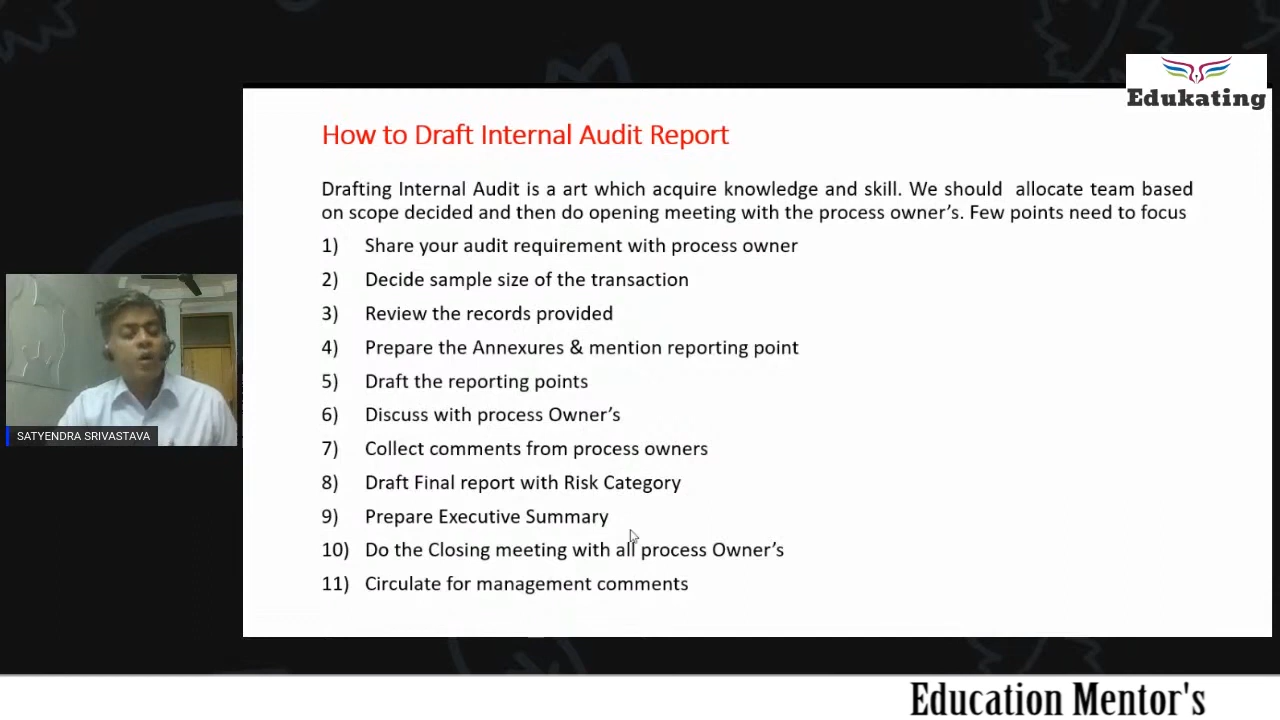 Edukating
How to Draft Internal Audit Report
Drafting Internal Audit is a art which acquire knowledge and skill. We should allocate team based
on scope decided and then do opening meeting with the process owner's. Few points need to focus
1) Share your audit requirement with process owner
2) Decide sample size of the transaction
3) Review the records provided
4) Prepare the Annexures & mention reporting point
5) Draft the reporting points
6) Discuss with process Owner's
7) Collect comments from process owners
8) Draft Final report with Risk Category
9) Prepare Executive Summary
10) Do the Closing meeting with all process Owner's
11) Circulate for management comments
SATYENDRA SRIVASTAVA
Education Mentor's